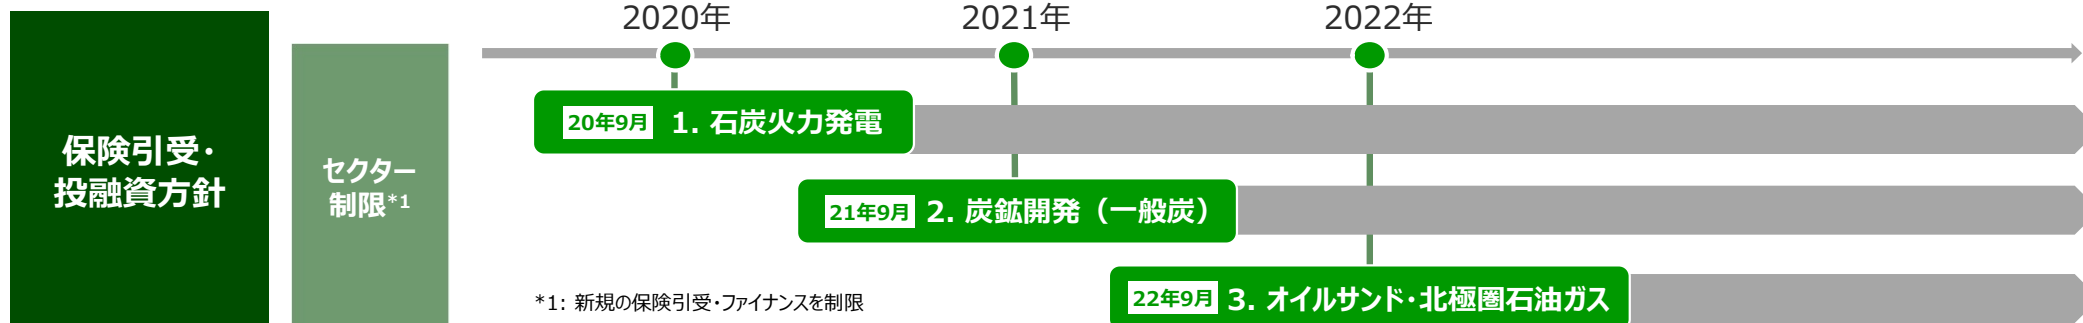 2020年 2021年 2022年
保険引受・
投融資方針
セクター
制限*1
20年9月 1. 石炭火力発電
21年9月 2. 炭鉱開発（一般炭）
22年9月 3. オイルサンド・北極圏石油ガス
*1: 新規の保険引受・ファイナンスを制限